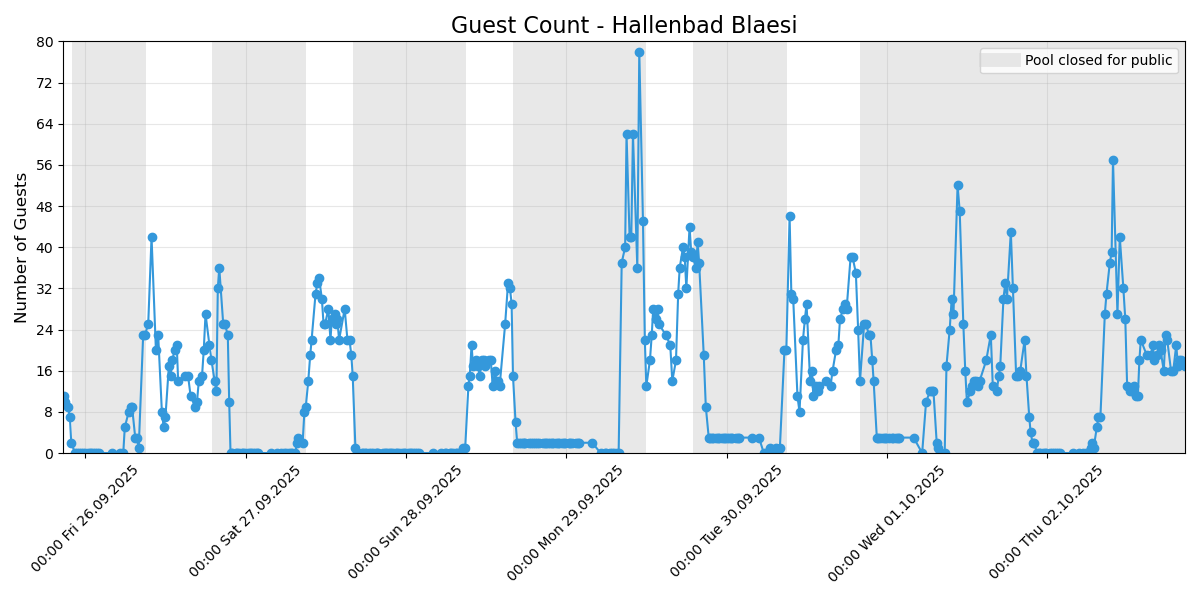 Guest Count - Hallenbad Blaesi
Pool closed for public
Number of Guests
80
72
64
56
48
40
32
24
16
8
0
00:00 Fri 26.09.2025
00:00 Sat 27.09.2025
00:00 Sun 28.09.2025
00:00 Mon 29.09.2025
00:00 Tue 30.09.2025
00:00 Wed 01.10.2025
00:00 Thu 02.10.2025